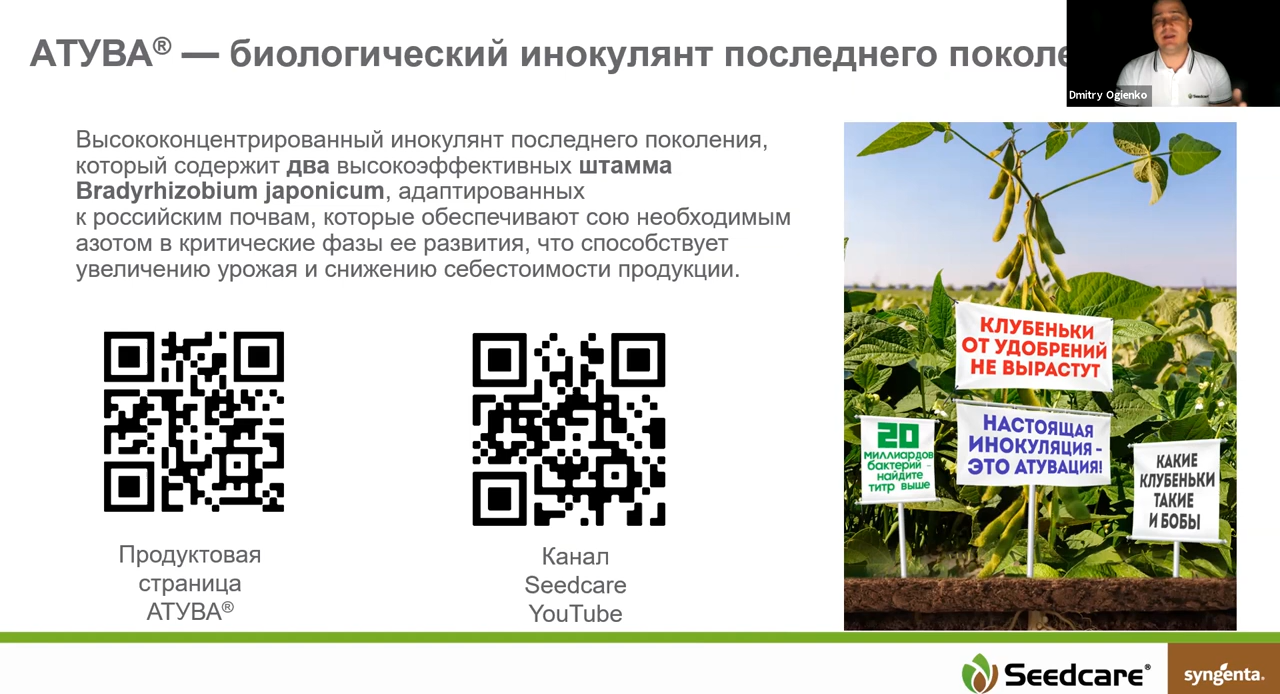 АТУВА® — биологический инокулянт последнего поколе
Dmitry Ogienko
Seedcare
Высококонцентрированный инокулянт последнего поколения,
который содержит два высокоэффективных штамма
Bradyrhizobium japonicum, адаптированных
к российским почвам, которые обеспечивают сою необходимым
азотом в критические фазы ее развития, что способствует
увеличению урожая и снижению себестоимости продукции.
КЛУБЕНЬКИ
ОТ УДОБРЕНИЙ
НЕ ВЫРАСТУТ
НАСТОЯЩАЯ
ИНОКУЛЯЦИЯ -
ЭТО АТУВАЦИЯ!
20
миллиардов
бактерий -
найдите
титр выше
КАКИЕ
КЛУБЕНЬКИ
ТАКИЕ
И БОБЫ
Продуктовая
страница
АТУВА®
Канал
Seedcare
YouTube
Seedcare®
syngenta.